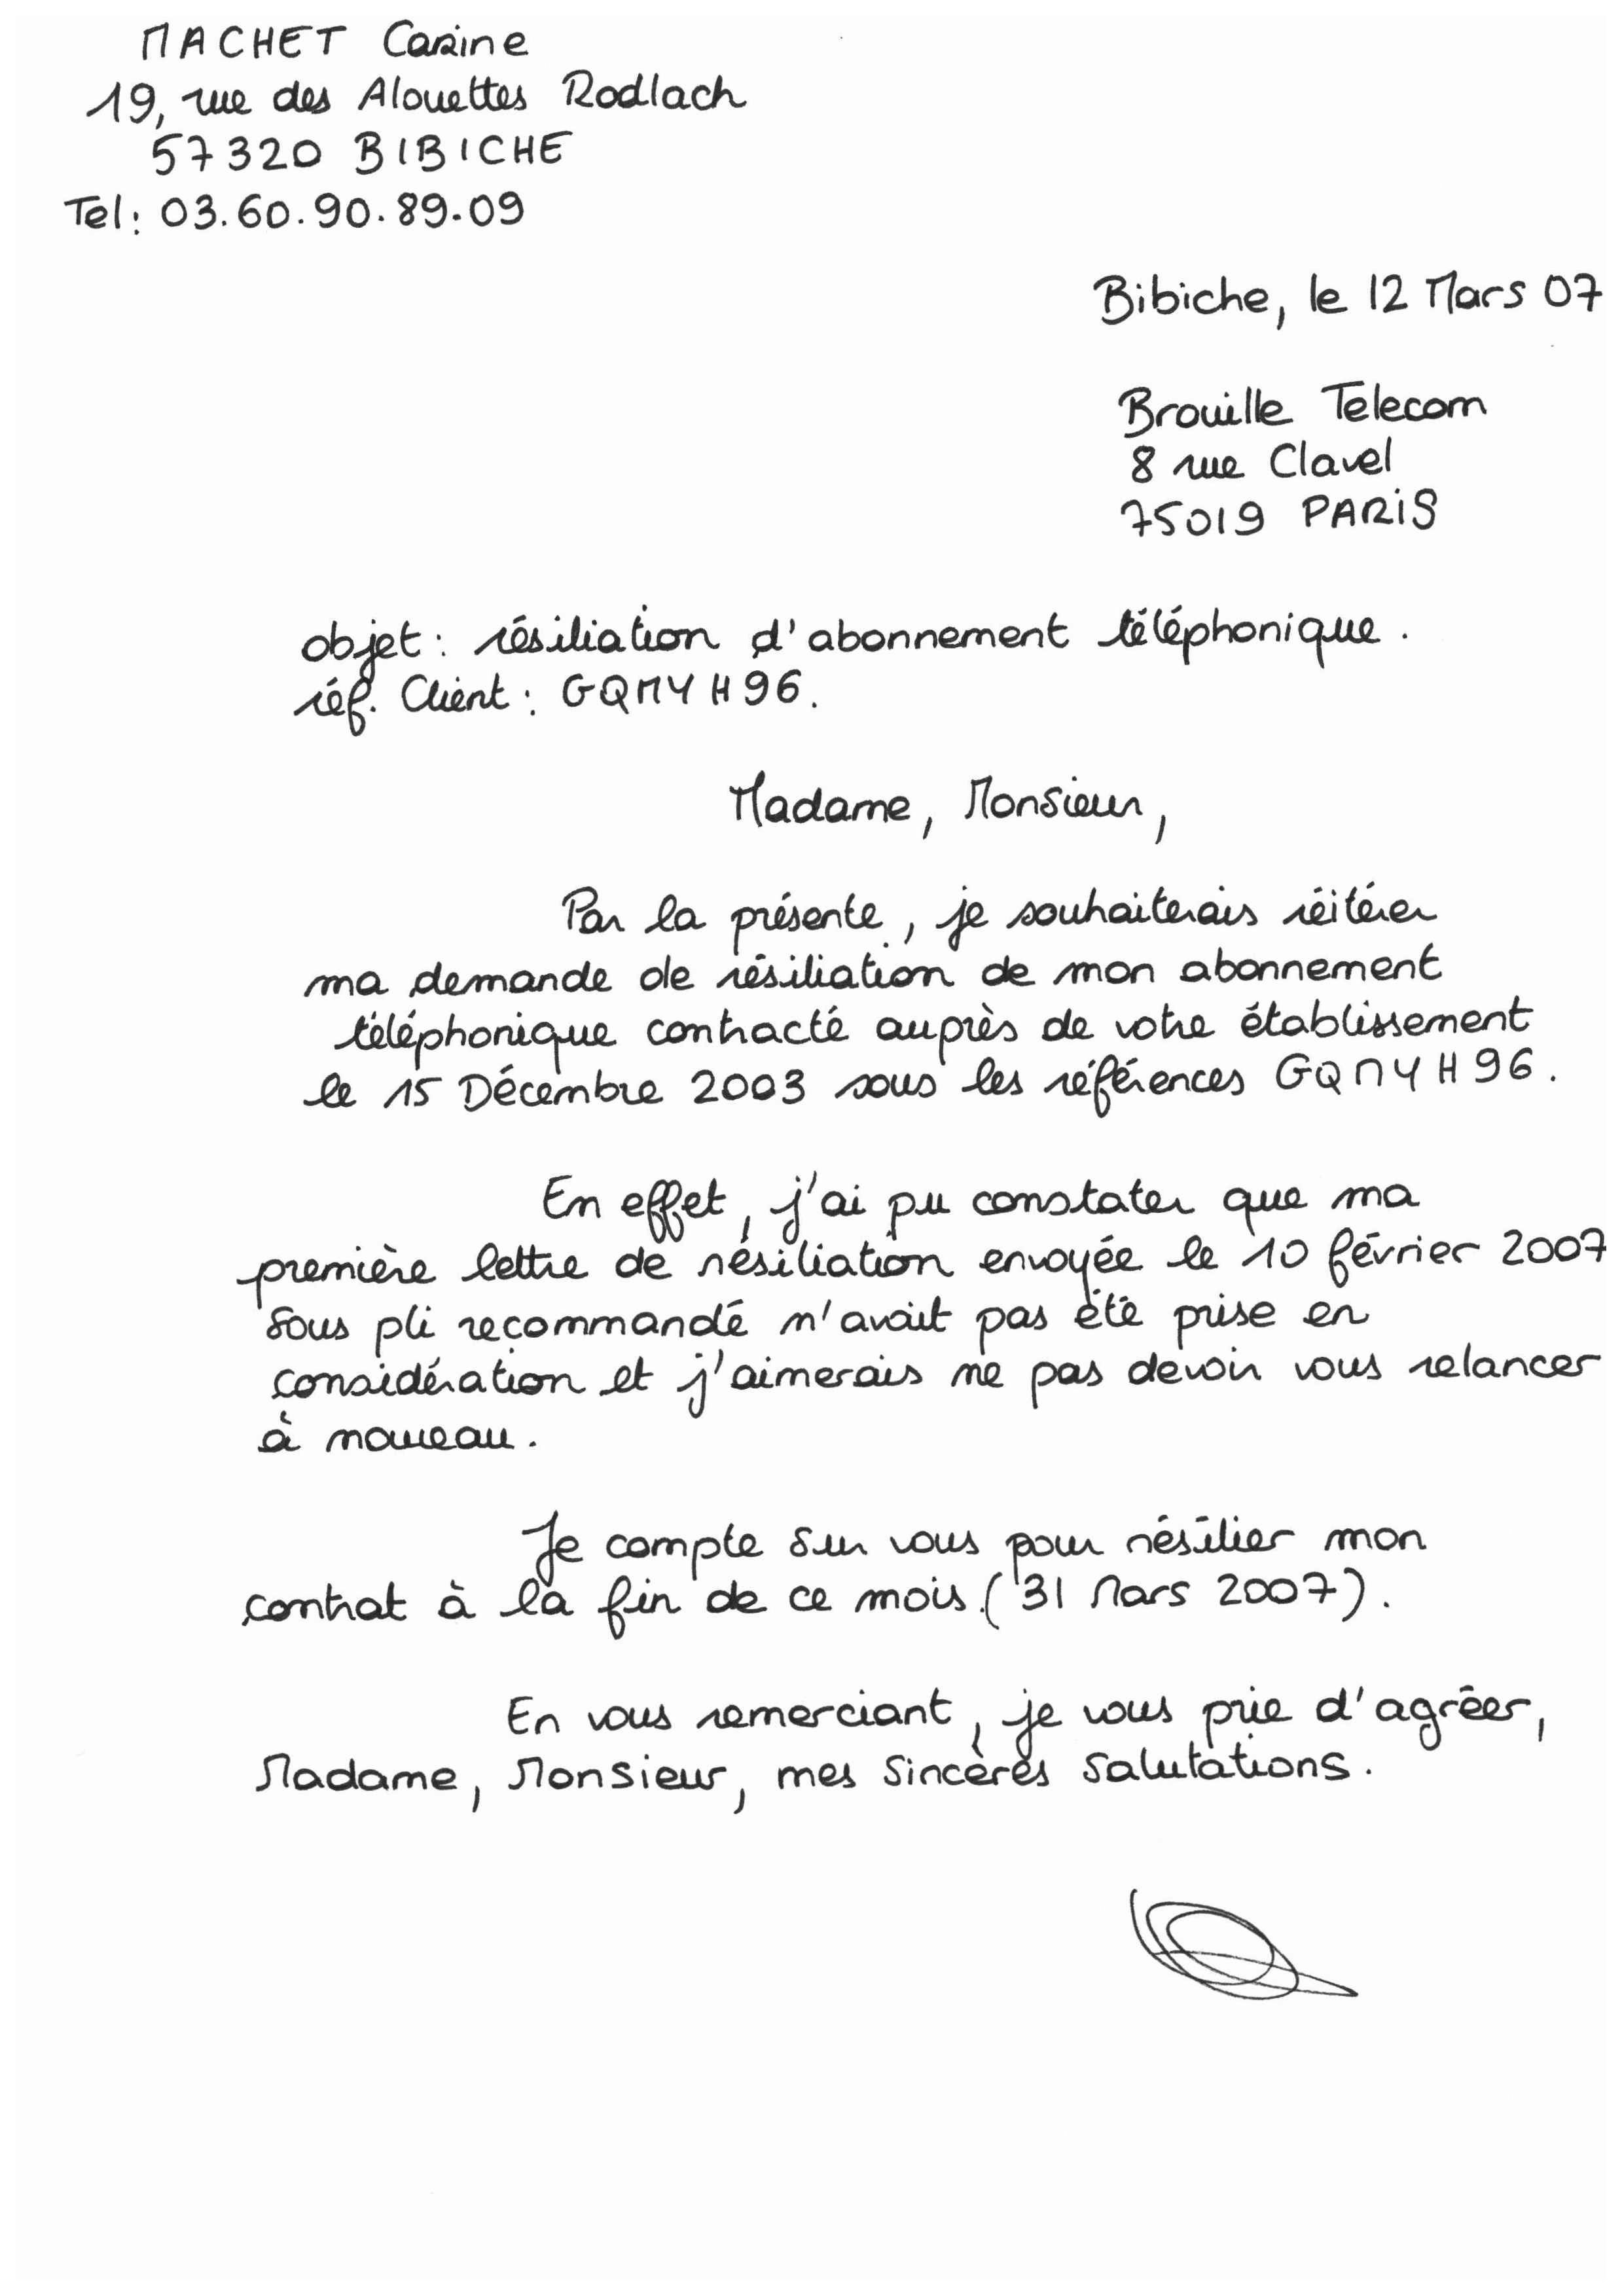 MACHET Carine
19, rue des Alouettes Rodlach
57320 BIBICHE
Tel: 03.60.90.89.09
Bibiche, le 12 Mars 07
Brouille Telecom
8 rue Clavel
75019 PARIS
objet : résiliation d'abonnement téléphonique.
réf. Client : GQMYH96.
Madame, Monsieur,
Par la présente, je souhaiterais réitérer
ma demande de résiliation de mon abonnement
téléphonique contracté auprès de votre établissement
le 15 Décembre 2003 sous les références GQMYH96.
En effet, j'ai pu constater que ma
première lettre de résiliation envoyée le 10 février 2007
sous pli recommandé n'avait pas été prise en
considération et j'aimerais ne pas devoir vous relancer
à nouveau.
Je compte sur vous pour résilier mon
contrat à la fin de ce mois (31 Mars 2007).
En vous remerciant, je vous prie d'agréer,
Madame, Monsieur, mes sincères salutations.